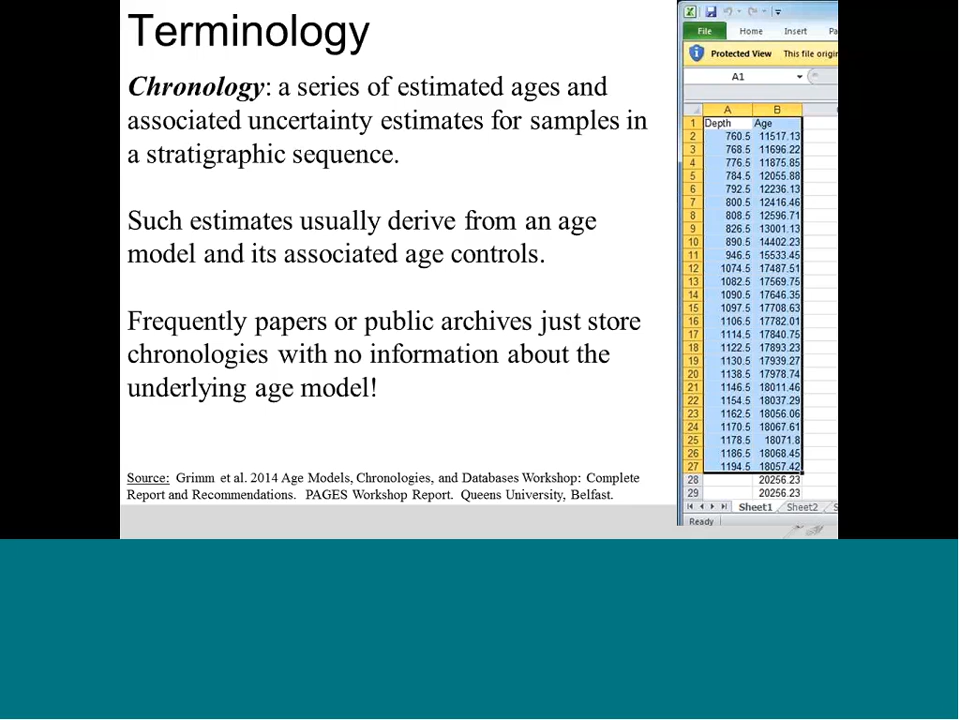 Terminology
Chronology: a series of estimated ages and
associated uncertainty estimates for samples in
a stratigraphic sequence.
Such estimates usually derive from an age
model and its associated age controls.
Frequently papers or public archives just store
chronologies with no information about the
underlying age model!
Source: Grimm et al. 2014 Age Models, Chronologies, and Databases Workshop: Complete
Report and Recommendations. PAGES Workshop Report. Queens University, Belfast.
File Home Insert
Protected View This file origin
A1
A B
1 Depth Age
2 760.5 11517.13
3 768.5 11696.22
4 776.5 11875.85
5 784.5 12055.88
6 792.5 12236.13
7 800.5 12416.46
8 808.5 12596.71
9 826.5 13001.13
10 890.5 14402.23
11 946.5 15533.45
12 1074.5 17487.51
13 1082.5 17569.75
14 1090.5 17646.35
15 1097.5 17708.63
16 1106.5 17782.01
17 1114.5 17840.75
18 1122.5 17893.23
19 1130.5 17939.27
20 1138.5 17978.74
21 1146.5 18011.46
22 1154.5 18037.29
23 1162.5 18056.06
24 1170.5 18067.61
25 1178.5 18071.8
26 1186.5 18068.45
27 1194.5 18057.42
28 20256.23
29 20256.23
Sheet1 Sheet2
Ready